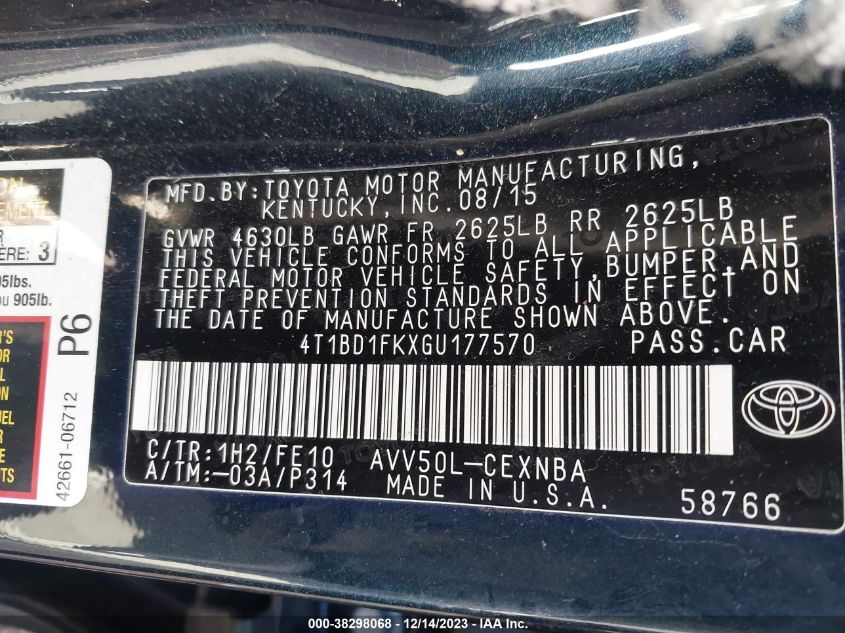 MFD. BY: TOYOTA MOTOR MANUFACTURING,
KENTUCKY, INC. 08/15
GVWR 4630LB GAWR FR 2625LB RR 2625LB
THIS VEHICLE CONFORMS TO ALL APPLICABLE
FEDERAL MOTOR VEHICLE SAFETY, BUMPER, AND
THEFT PREVENTION STANDARDS IN EFFECT ON
THE DATE OF MANUFACTURE SHOWN ABOVE.
4T1BD1FKXGU177570 PASS. CAR
C/TR: 1H2/FE10 AVV50L-CEXNBA
A/TM: -03A/P314 MADE IN U.S.A. 58766
ERE: 3
905lb.
P6
42661-06712
000-38298068 - 12/14/2023 - IAA Inc.